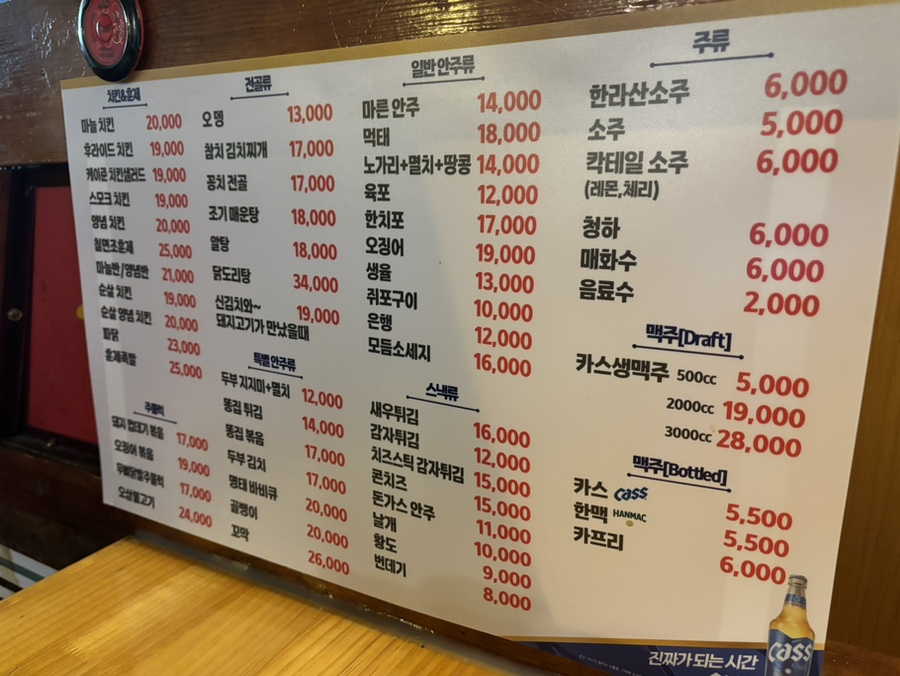 치킨&훈제
마늘 치킨 20,000
후라이드 치킨 19,000
케이준 치킨샐러드 19,000
스모크 치킨 19,000
양념 치킨 20,000
칠면조훈제 25,000
마늘반/양념반 21,000
순살 치킨 19,000
순살 양념 치킨 20,000
파닭 23,000
훈제족발 25,000
주물럭
돼지 껍데기 볶음 17,000
오징어 볶음 19,000
무뼈닭발주물럭 17,000
오삼불고기 24,000
전골류
오뎅 13,000
참치 김치찌개 17,000
꽁치 전골 17,000
조기 매운탕 18,000
알탕 18,000
닭도리탕 34,000
신김치와~ 19,000
돼지고기가 만났을때
특별 안주류
두부 지지미+멸치 12,000
똥집 튀김 14,000
똥집 볶음 17,000
두부 김치 17,000
명태 바비큐 20,000
골뱅이 20,000
꼬막 26,000
일반 안주류
마른 안주 14,000
먹태 18,000
노가리+멸치+땅콩 14,000
육포 12,000
한치포 17,000
오징어 19,000
생율 13,000
쥐포구이 10,000
은행 12,000
모듬소세지 16,000
스낵류
새우튀김 16,000
감자튀김 12,000
치즈스틱 감자튀김 15,000
콘치즈 15,000
돈가스 안주 11,000
날개 10,000
황도 9,000
번데기 8,000
주류
한라산소주 6,000
소주 5,000
칵테일 소주 6,000
(레몬,체리)
청하 6,000
매화수 6,000
음료수 2,000
맥주[Draft]
카스생맥주 500cc 5,000
2000cc 19,000
3000cc 28,000
맥주[Bottled]
카스 Cass 5,500
한맥 HANMAC 5,500
카프리 6,000
진짜가 되는 시간
Cass